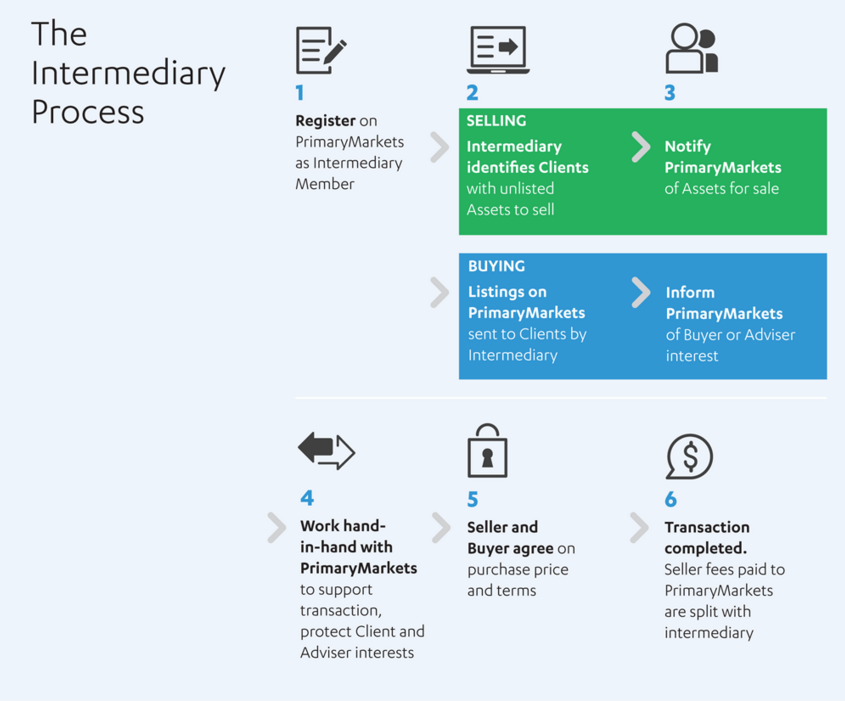 The
Intermediary
Process
1
Register on
PrimaryMarkets
as Intermediary
Member
2
SELLING
Intermediary
identifies Clients
with unlisted
Assets to sell
3
Notify
PrimaryMarkets
of Assets for sale
BUYING
Listings on
PrimaryMarkets
sent to Clients by
Intermediary
Inform
PrimaryMarkets
of Buyer or Adviser
interest
4
Work hand-
in-hand with
PrimaryMarkets
to support
transaction,
protect Client and
Adviser interests
5
Seller and
Buyer agree on
purchase price
and terms
$
6
Transaction
completed.
Seller fees paid to
PrimaryMarkets
are split with
intermediary